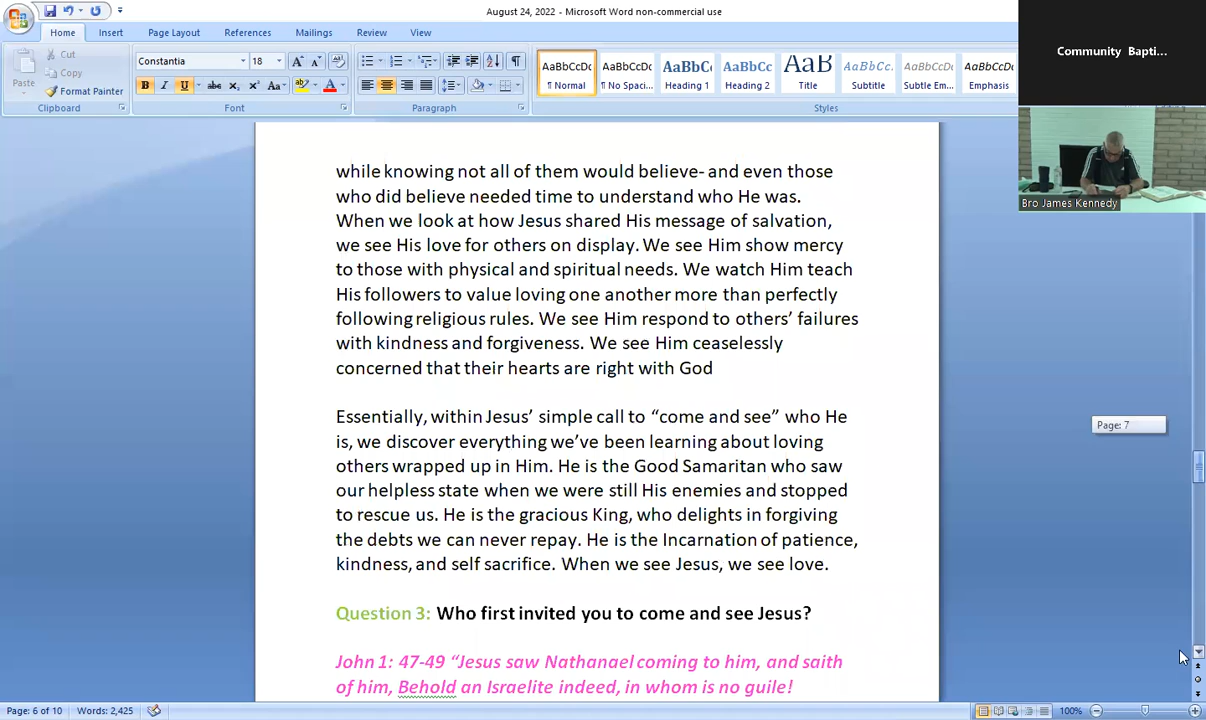 August 24, 2022 - Microsoft Word non-commercial use
Home Insert Page Layout References Mailings Review View
Paste
Cut
Copy
Format Painter
Clipboard
Constantia 18
Font
Paragraph
AaBbCcDc AaBbCcDc AaBbC AaBbCc AaB AaBbCc. AaBbCcDc AaBbCcDc
¶ Normal ¶ No Spaci... Heading 1 Heading 2 Title Subtitle Subtle Em... Emphasis
Styles
Community Bapti...
Bro James Kennedy
while knowing not all of them would believe- and even those
who did believe needed time to understand who He was.
When we look at how Jesus shared His message of salvation,
we see His love for others on display. We see Him show mercy
to those with physical and spiritual needs. We watch Him teach
His followers to value loving one another more than perfectly
following religious rules. We see Him respond to others’ failures
with kindness and forgiveness. We see Him ceaselessly
concerned that their hearts are right with God
Essentially, within Jesus’ simple call to “come and see” who He
is, we discover everything we’ve been learning about loving
others wrapped up in Him. He is the Good Samaritan who saw
our helpless state when we were still His enemies and stopped
to rescue us. He is the gracious King, who delights in forgiving
the debts we can never repay. He is the Incarnation of patience,
kindness, and self sacrifice. When we see Jesus, we see love.
Question 3: Who first invited you to come and see Jesus?
John 1: 47-49 “Jesus saw Nathanael coming to him, and saith
of him, Behold an Israelite indeed, in whom is no guile!
Page: 7
Page: 6 of 10 Words: 2,425 100%